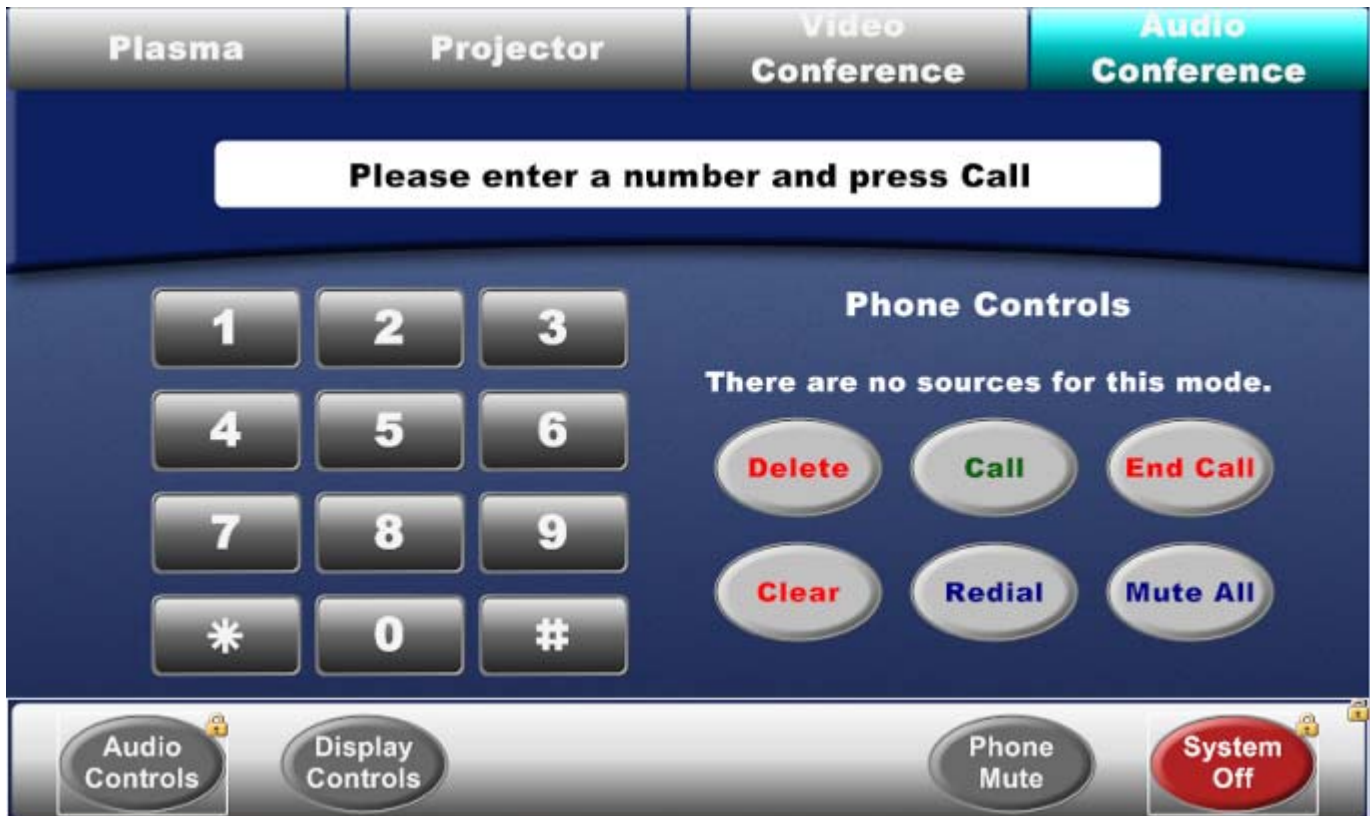 Plasma
Projector
Video
Conference
Audio
Conference
Please enter a number and press Call
1 2 3
4 5 6
7 8 9
* 0 #
Phone Controls
There are no sources for this mode.
Delete Call End Call
Clear Redial Mute All
Audio
Controls
Display
Controls
Phone
Mute
System
Off